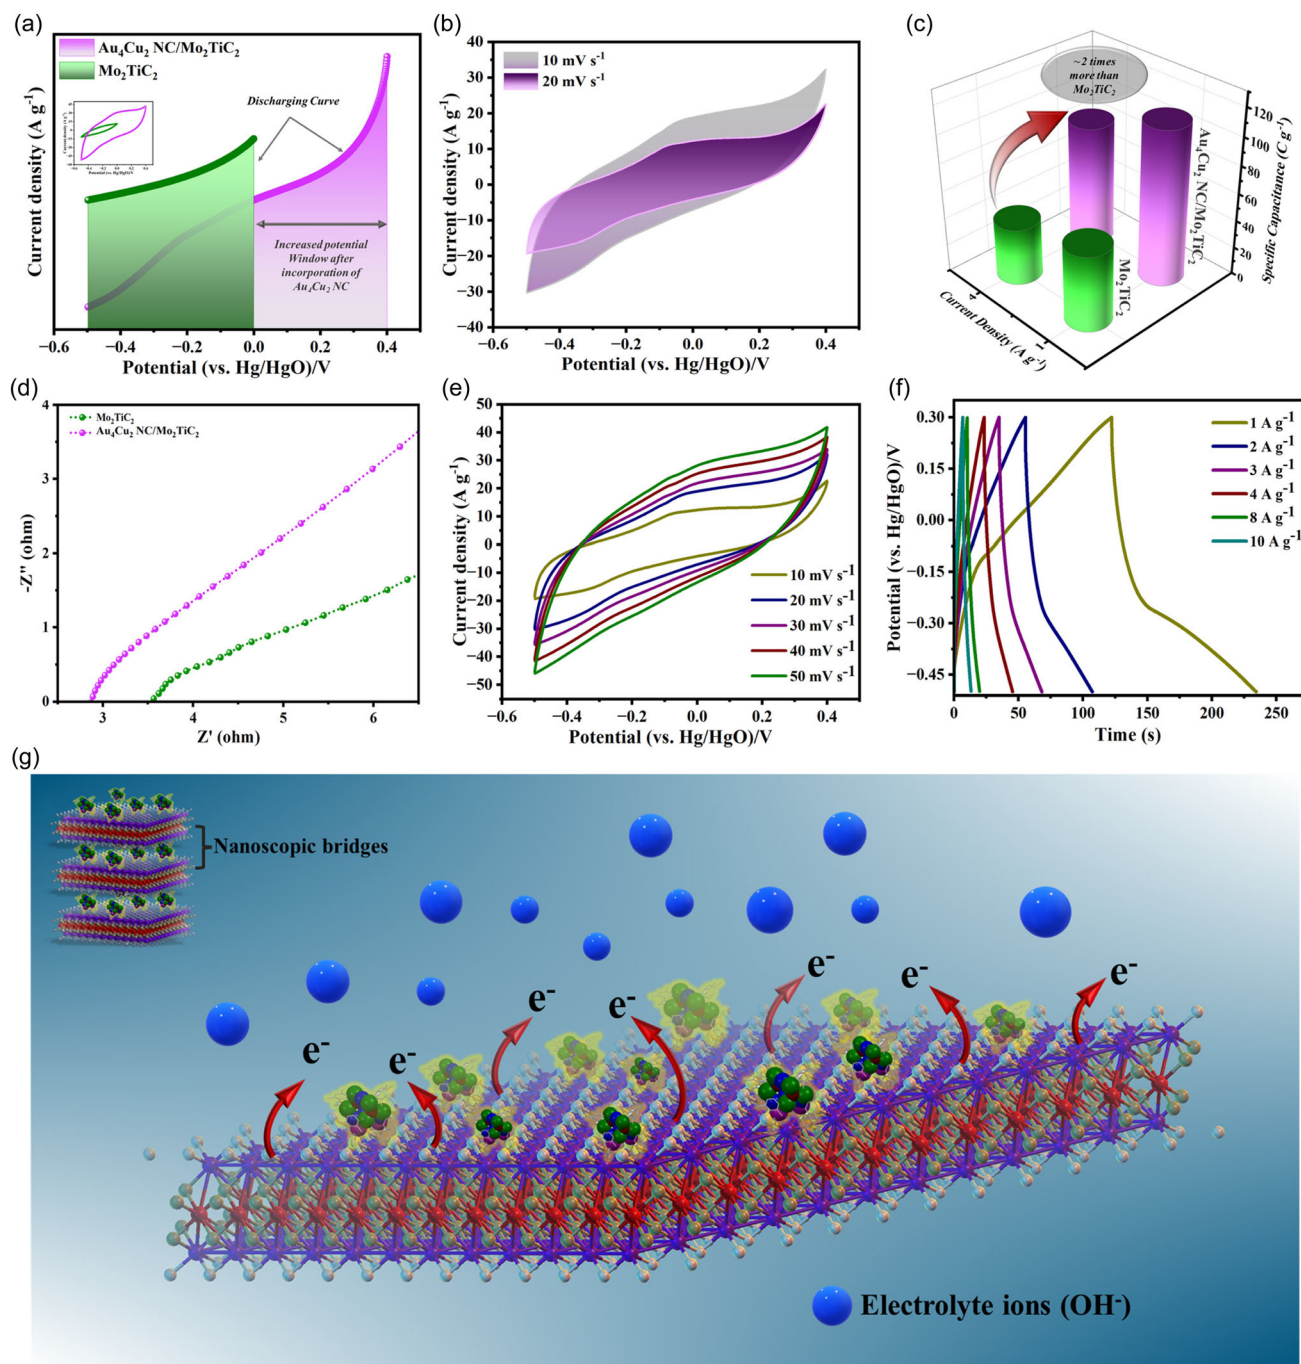 (a)
Au₄Cu₂ NC/Mo₂TiC₂
Mo₂TiC₂
Discharging Curve
Current density (A g⁻¹)
Potential (vs. Hg/HgO)/V
Increased potential
Window after
incorporation of
Au₄Cu₂ NC
Current density (A g⁻¹)
−0.6 −0.4 −0.2 0.0 0.2 0.4
Potential (vs. Hg/HgO)/V
(b)
10 mV s⁻¹
20 mV s⁻¹
40
30
20
10
0
−10
−20
−30
−40
Current density (A g⁻¹)
−0.6 −0.4 −0.2 0.0 0.2 0.4
Potential (vs. Hg/HgO)/V
(c)
~2 times
more than
Mo₂TiC₂
Au₄Cu₂ NC/Mo₂TiC₂
Mo₂TiC₂
120
100
80
60
40
20
0
Specific Capacitance (C g⁻¹)
4
1
Current Density (A g⁻¹)
(d)
Mo₂TiC₂
Au₄Cu₂ NC/Mo₂TiC₂
4
3
2
1
0
-Z'' (ohm)
3 4 5 6
Z' (ohm)
(e)
50
40
30
20
10
0
−10
−20
−30
−40
−50
Current density (A g⁻¹)
10 mV s⁻¹
20 mV s⁻¹
30 mV s⁻¹
40 mV s⁻¹
50 mV s⁻¹
−0.6 −0.4 −0.2 0.0 0.2 0.4
Potential (vs. Hg/HgO)/V
(f)
0.30
0.15
0.00
−0.15
−0.30
−0.45
Potential (vs. Hg/HgO)/V
1 A g⁻¹
2 A g⁻¹
3 A g⁻¹
4 A g⁻¹
8 A g⁻¹
10 A g⁻¹
0 50 100 150 200 250
Time (s)
(g)
Nanoscopic bridges
e⁻
e⁻
e⁻
e⁻
e⁻
e⁻
e⁻
Electrolyte ions (OH⁻)